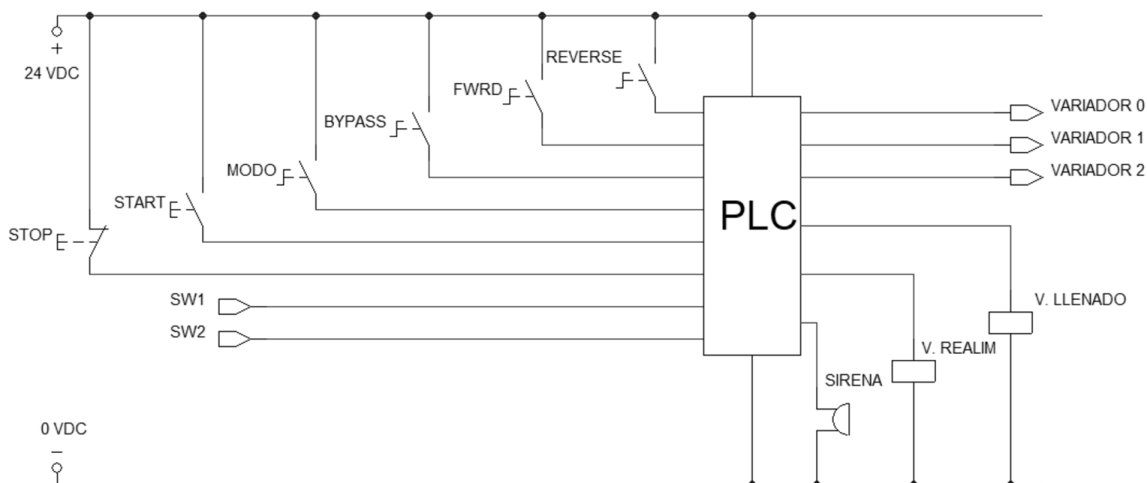 +
24 VDC
REVERSE
FWRD
BYPASS
MODO
START
STOP
SW1
SW2
PLC
VARIADOR 0
VARIADOR 1
VARIADOR 2
V. LLENADO
V. REALIM
SIRENA
0 VDC
−